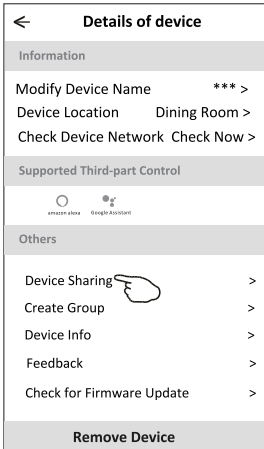 ← Details of device
Information
Modify Device Name *** >
Device Location Dining Room >
Check Device Network Check Now >
Supported Third-part Control
amazon alexa Google Assistant
Others
Device Sharing >
Create Group >
Device Info >
Feedback >
Check for Firmware Update >
Remove Device